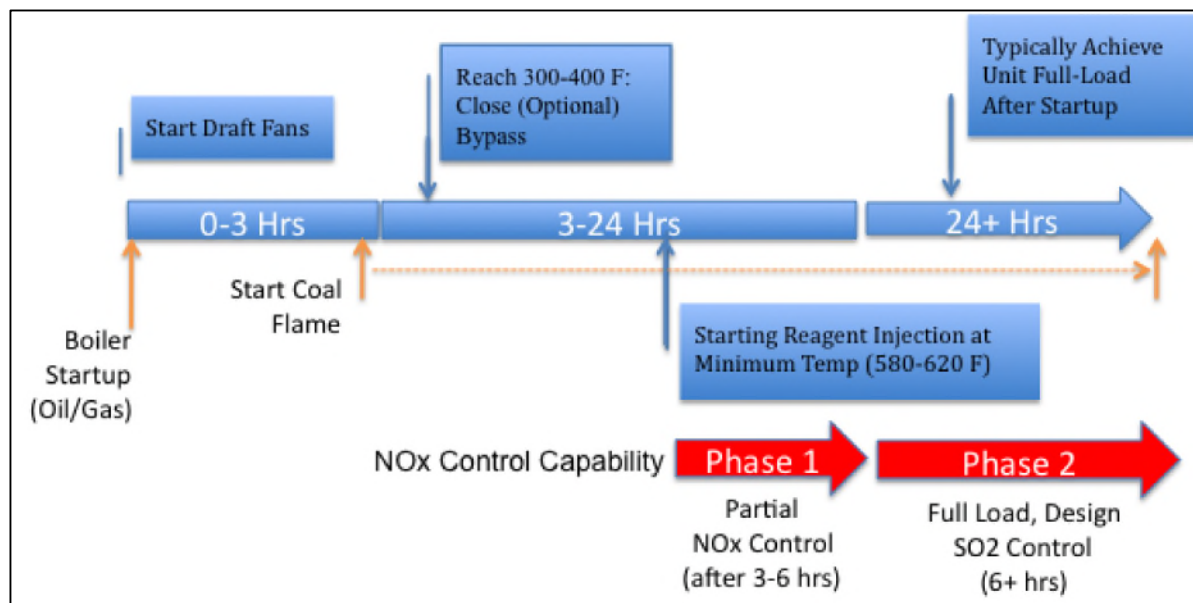 Start Draft Fans
Reach 300-400 F:
Close (Optional)
Bypass
Typically Achieve
Unit Full-Load
After Startup
0-3 Hrs
3-24 Hrs
24+ Hrs
Boiler
Startup
(Oil/Gas)
Start Coal
Flame
Starting Reagent Injection at
Minimum Temp (580-620 F)
NOx Control Capability
Phase 1
Phase 2
Partial
NOx Control
(after 3-6 hrs)
Full Load, Design
SO2 Control
(6+ hrs)